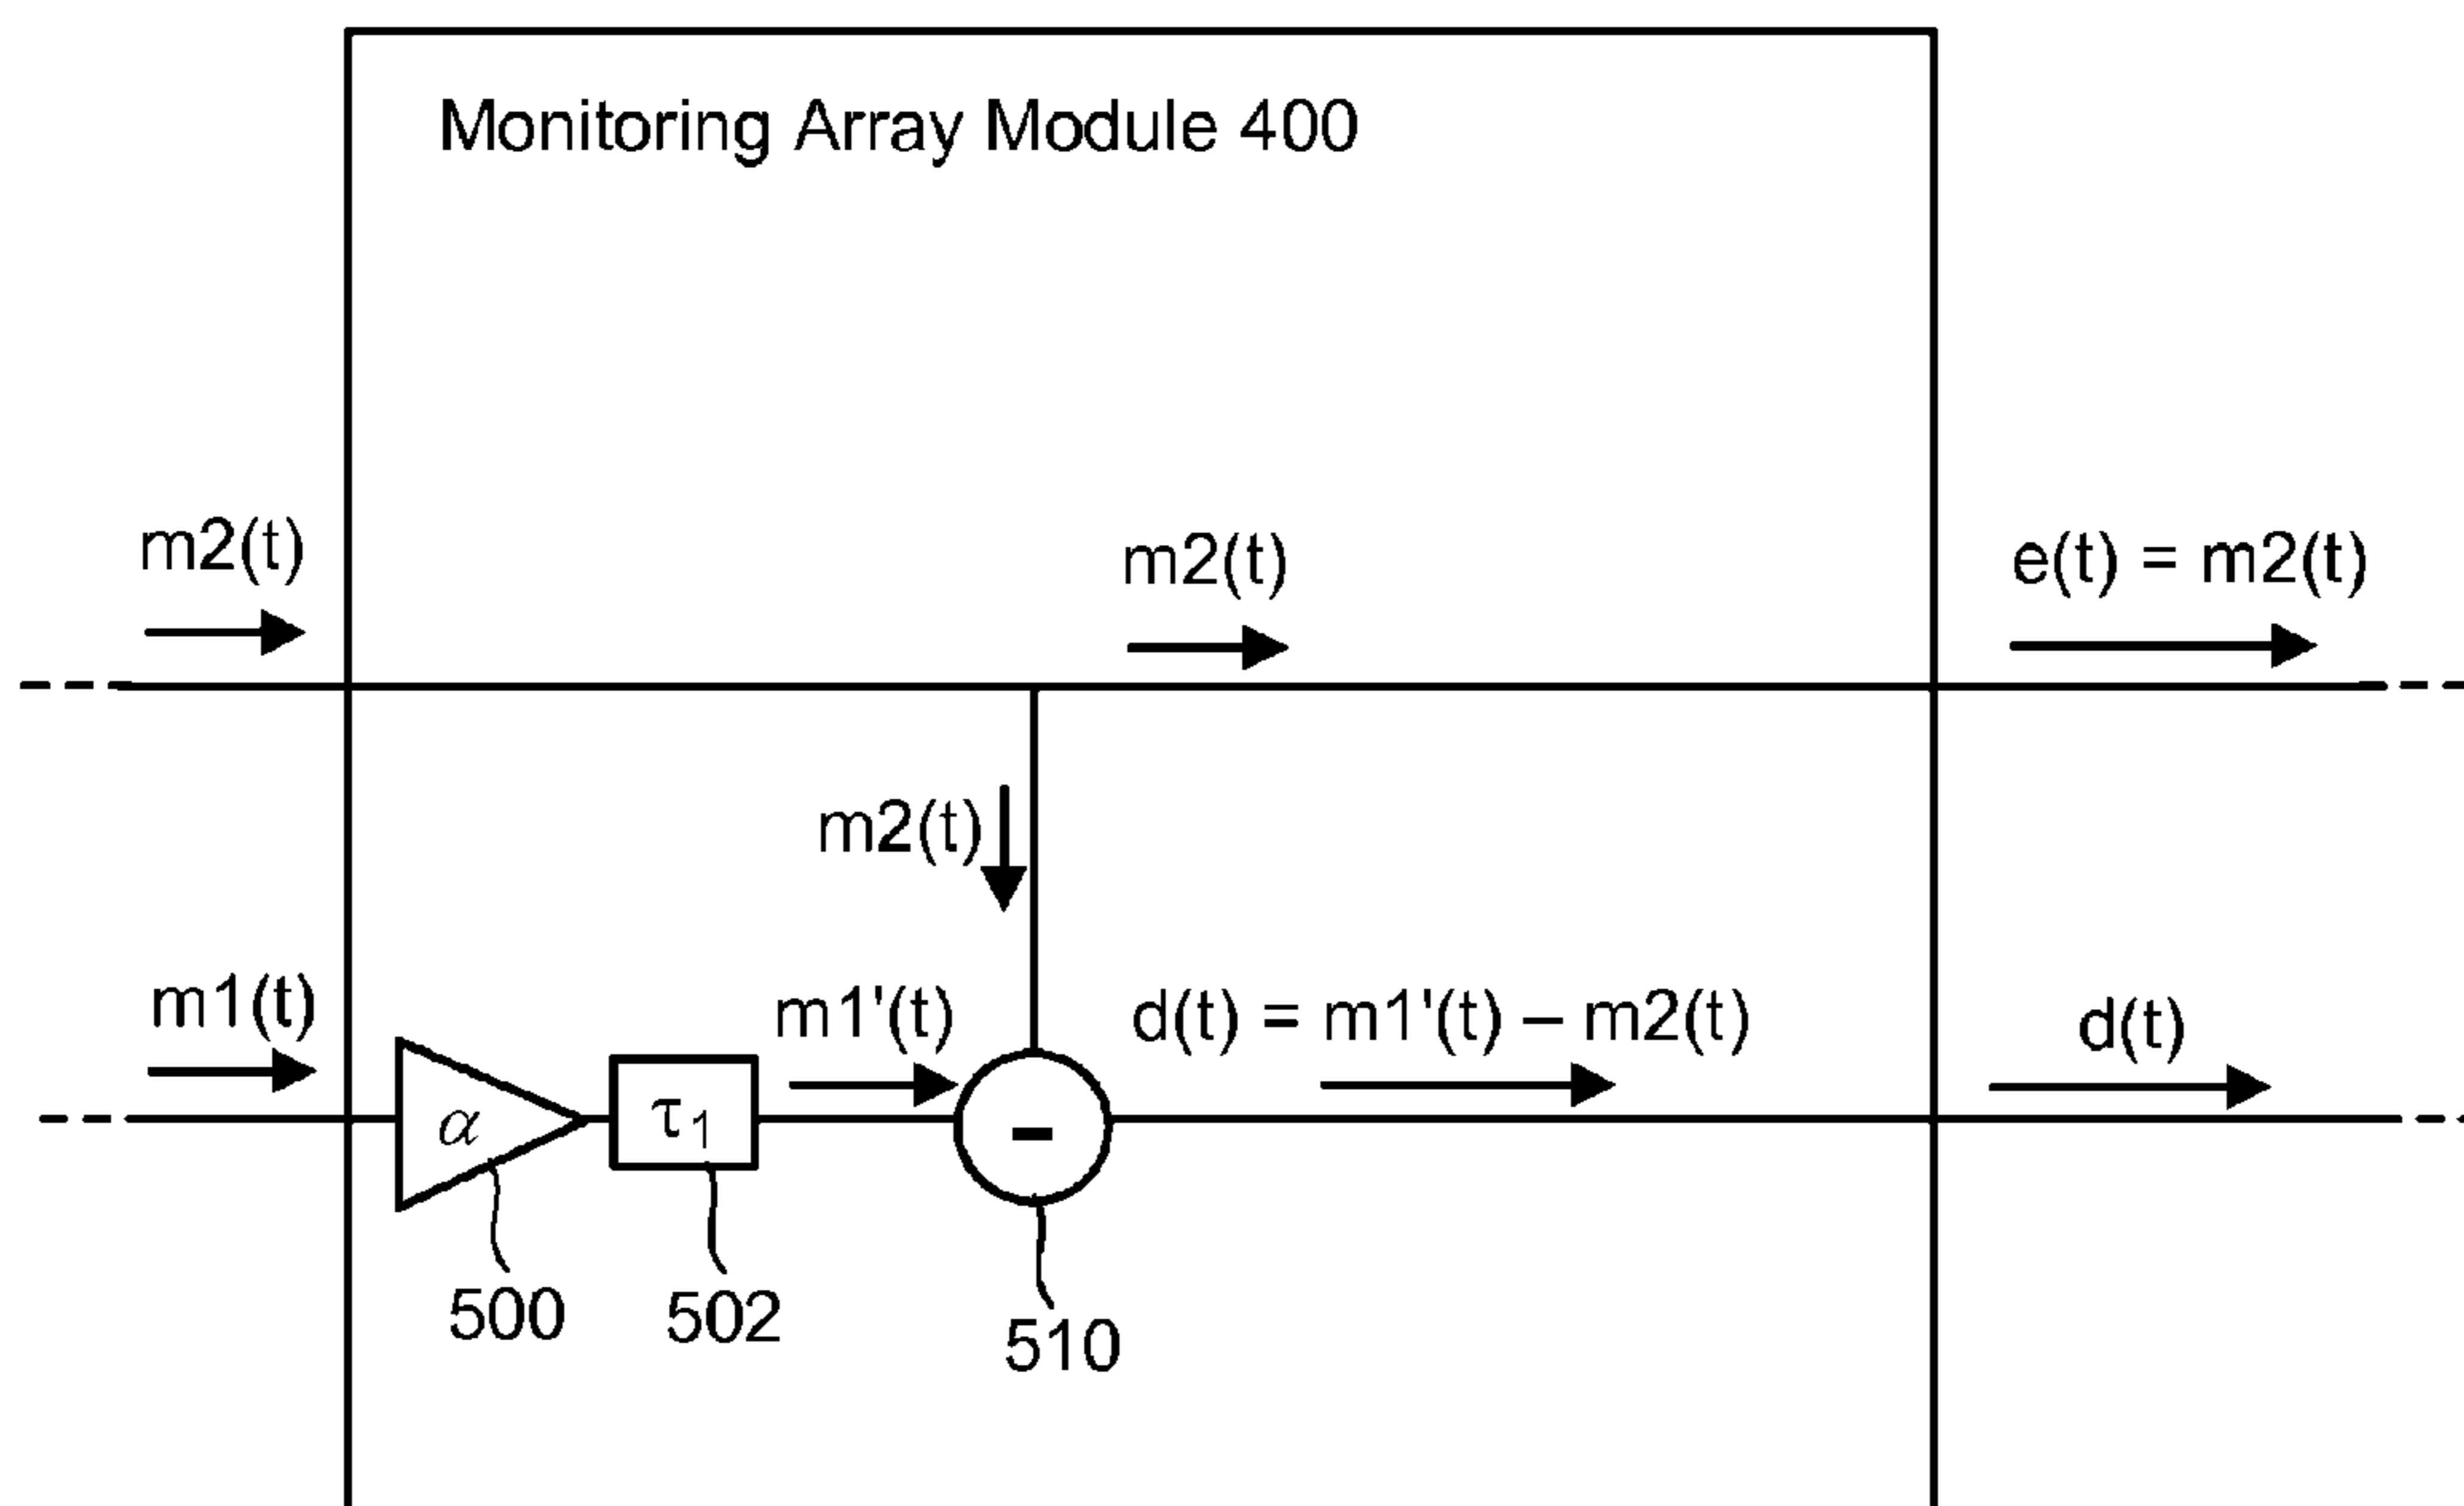 Monitoring Array Module 400
m2(t)
m2(t)
e(t) = m2(t)
m2(t)
m1(t)
m1'(t)
d(t) = m1'(t) – m2(t)
d(t)
α
τ1
-
500
502
510